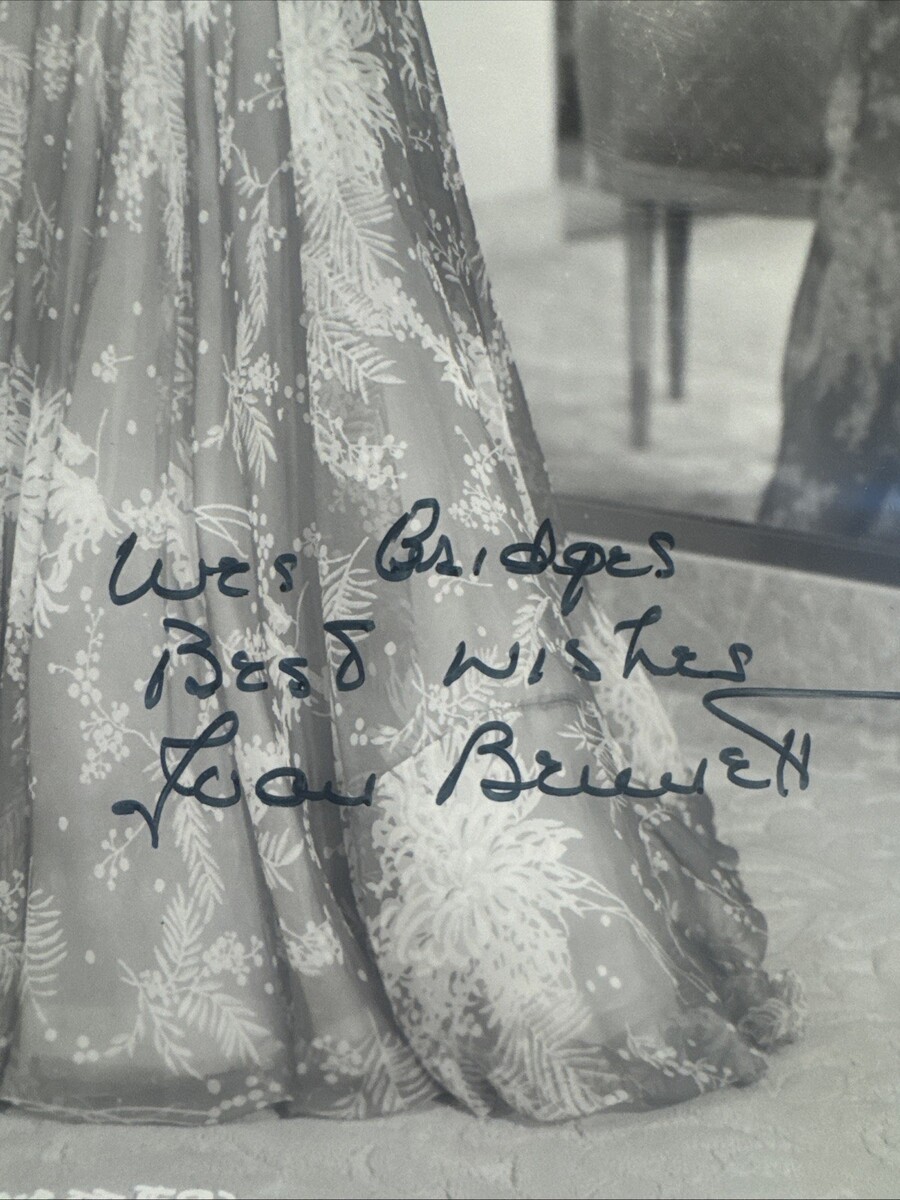 Wes Bridges
Best wishes
Joan Bennett